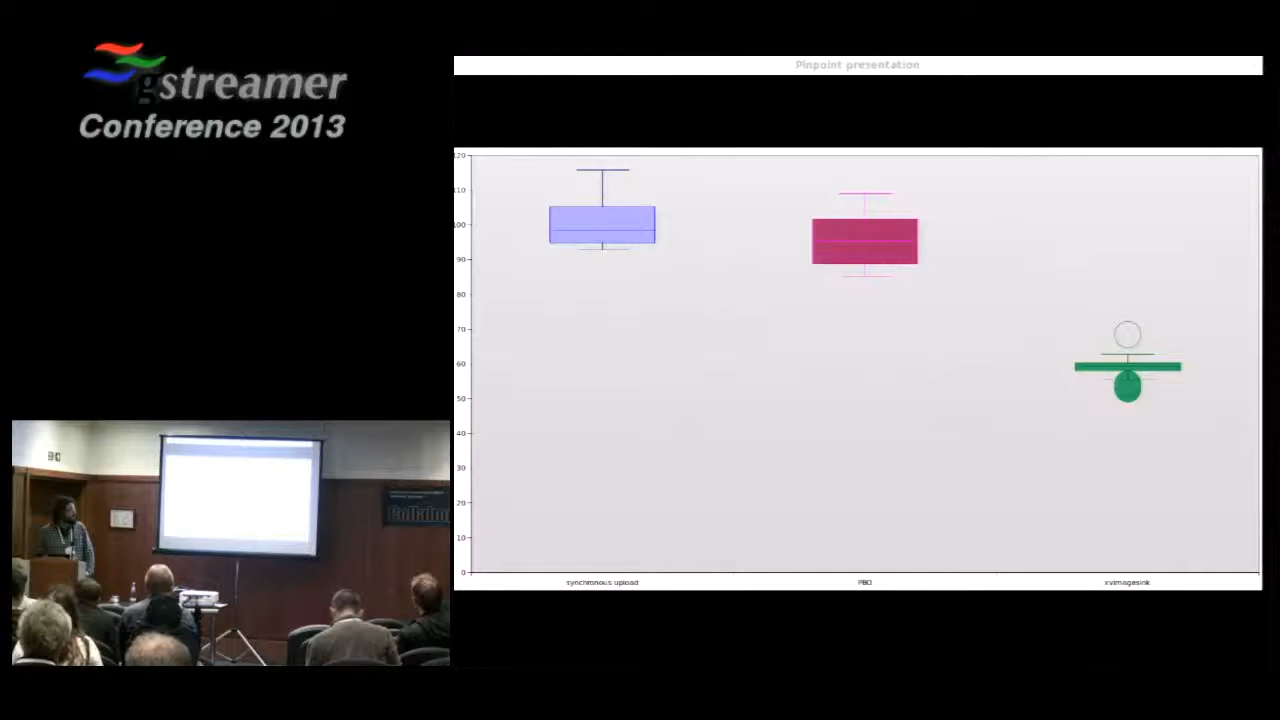 gstreamer
Conference 2013
Pinpoint presentation
120
110
100
90
80
70
60
50
40
30
20
10
0
synchronous upload
PBO
xvimagesink
Collabo